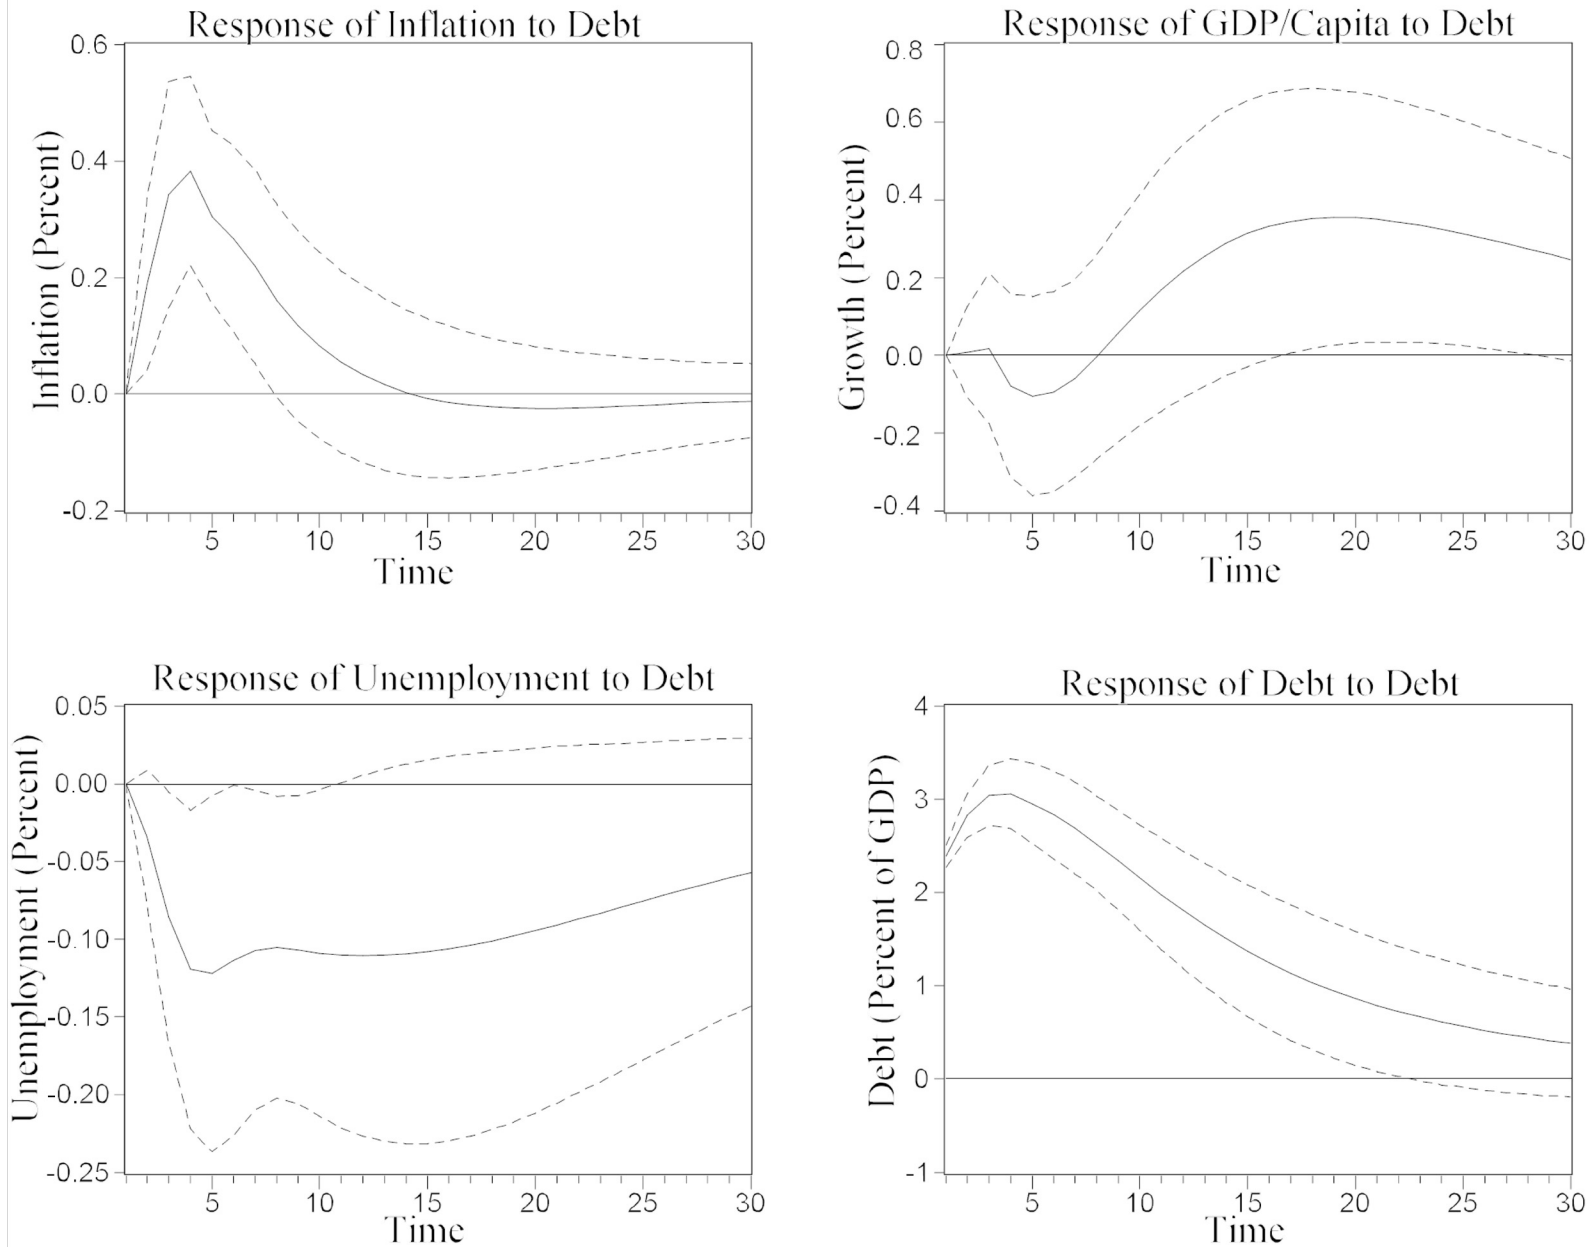 Response of Inflation to Debt
0.6
0.4
0.2
0.0
-0.2
Inflation (Percent)
5 10 15 20 25 30
Time
Response of GDP/Capita to Debt
0.8
0.6
0.4
0.2
0.0
-0.2
-0.4
Growth (Percent)
5 10 15 20 25 30
Time
Response of Unemployment to Debt
0.05
0.00
-0.05
-0.10
-0.15
-0.20
-0.25
Unemployment (Percent)
5 10 15 20 25 30
Time
Response of Debt to Debt
4
3
2
1
0
-1
Debt (Percent of GDP)
5 10 15 20 25 30
Time